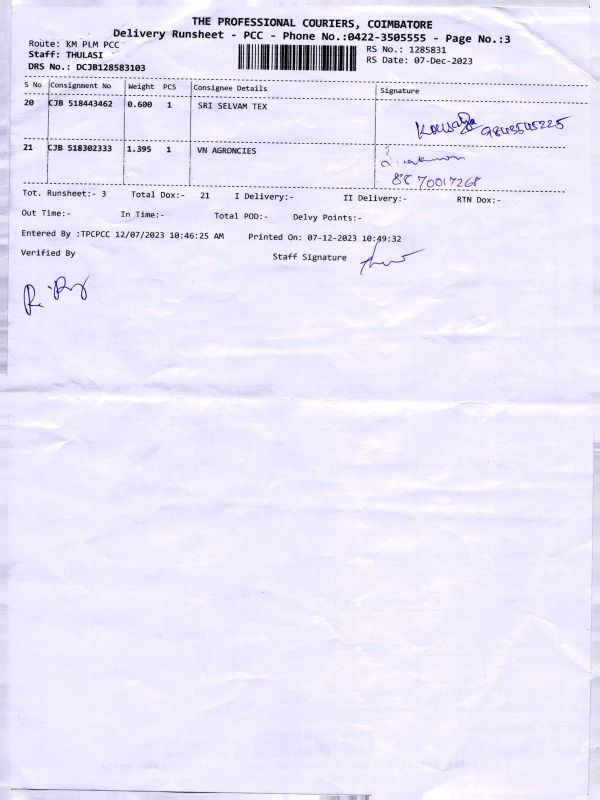 THE PROFESSIONAL COURIERS, COIMBATORE
Delivery Runsheet - PCC - Phone No.:0422-3505555 - Page No.:3
Route: KM PLM PCC
RS No.: 1285831
Staff: THULASI
RS Date: 07-Dec-2023
DRS No.: DCJB128583103
S No Consignment No Weight PCS Consignee Details Signature
20 CJB 518443462 0.600 1 SRI SELVAM TEX
9843545225
21 CJB 518302333 1.395 1 VN AGRONCIES
8870017268
Tot. Runsheet:- 3 Total Dox:- 21 I Delivery:- II Delivery:- RTN Dox:-
Out Time:- In Time:- Total POD:- Delvy Points:-
Entered By :TPCPCC 12/07/2023 10:46:25 AM Printed On: 07-12-2023 10:49:32
Verified By Staff Signature